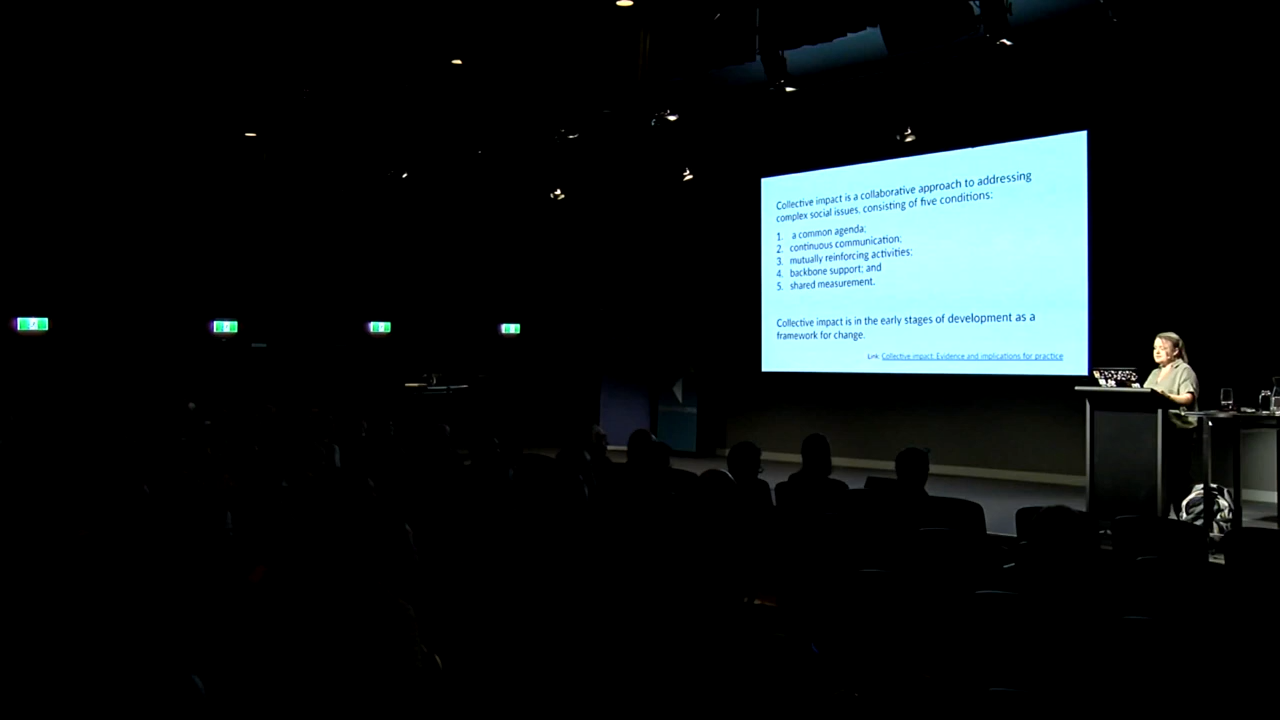 Collective impact is a collaborative approach to addressing
complex social issues, consisting of five conditions:
1. a common agenda;
2. continuous communication;
3. mutually reinforcing activities;
4. backbone support; and
5. shared measurement.
Collective impact is in the early stages of development as a
framework for change.
Link: Collective impact: Evidence and implications for practice